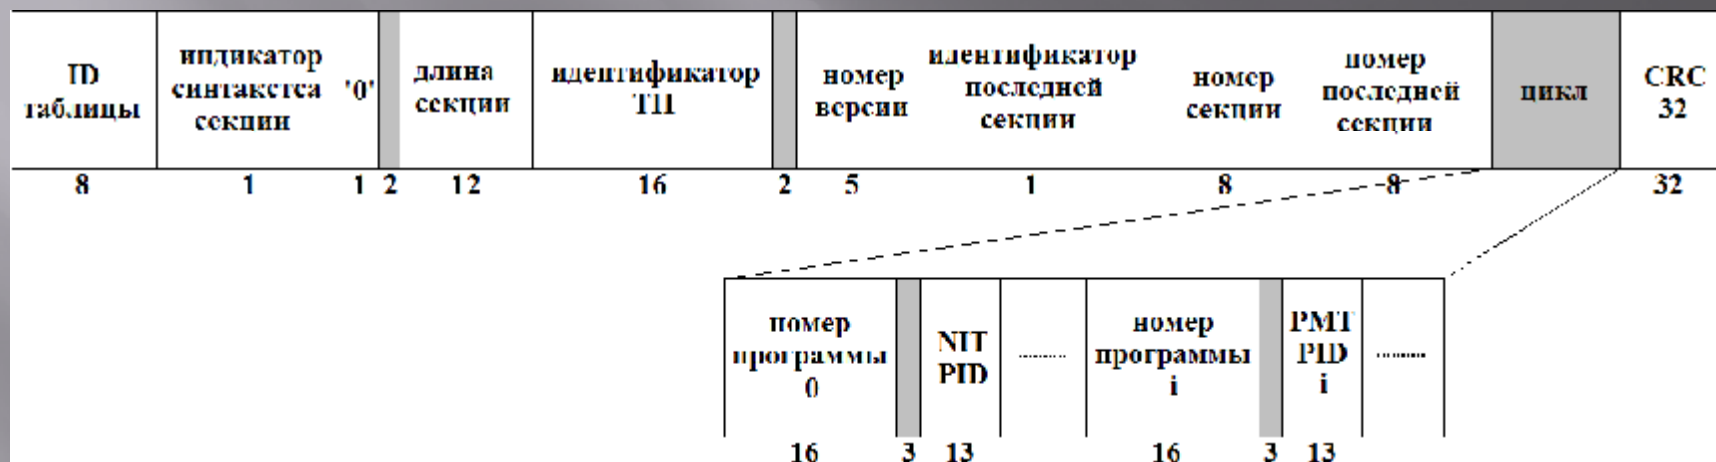 ID
таблицы
индикатор
синтакстса
секции
'0'
длина
секции
идентификатор
ТП
номер
версии
идентификатор
последней
секции
номер
секции
номер
последней
секции
цикл
CRC
32
8
1
1
2
12
16
2
5
1
8
8
32
номер
программы
0
NIT
PID
..........
номер
программы
i
PMT
PID
i
..........
16
3
13
16
3
13